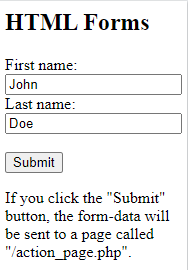 HTML Forms
First name:
John
Last name:
Doe
Submit
If you click the "Submit"
button, the form-data will
be sent to a page called
"/action_page.php".